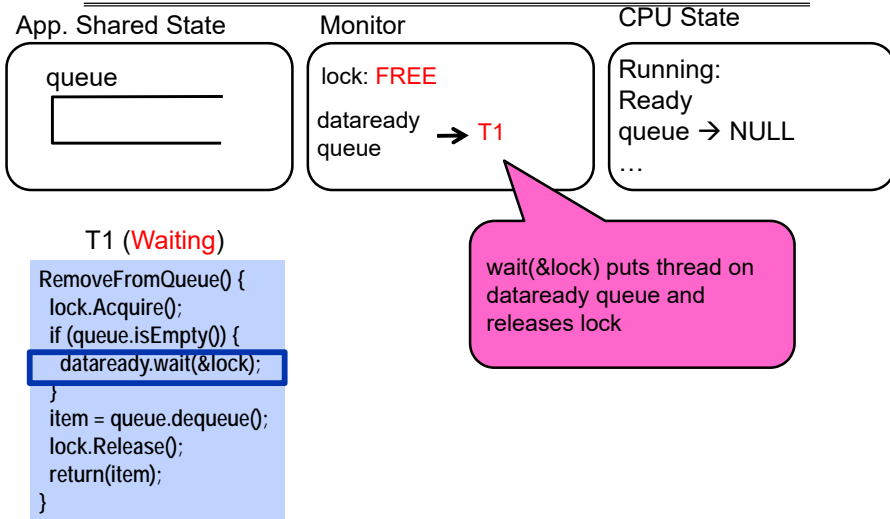 App. Shared State
Monitor
CPU State
queue
lock: FREE
dataready
queue → T1
Running:
Ready
queue → NULL
…
T1 (Waiting)
wait(&lock) puts thread on
dataready queue and
releases lock
RemoveFromQueue() {
lock.Acquire();
if (queue.isEmpty()) {
dataready.wait(&lock);
}
item = queue.dequeue();
lock.Release();
return(item);
}